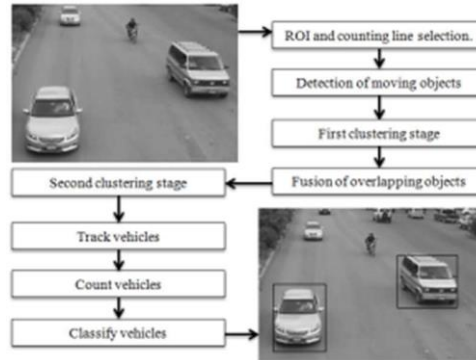 ROI and counting line selection.
Detection of moving objects
First clustering stage
Fusion of overlapping objects
Second clustering stage
Track vehicles
Count vehicles
Classify vehicles